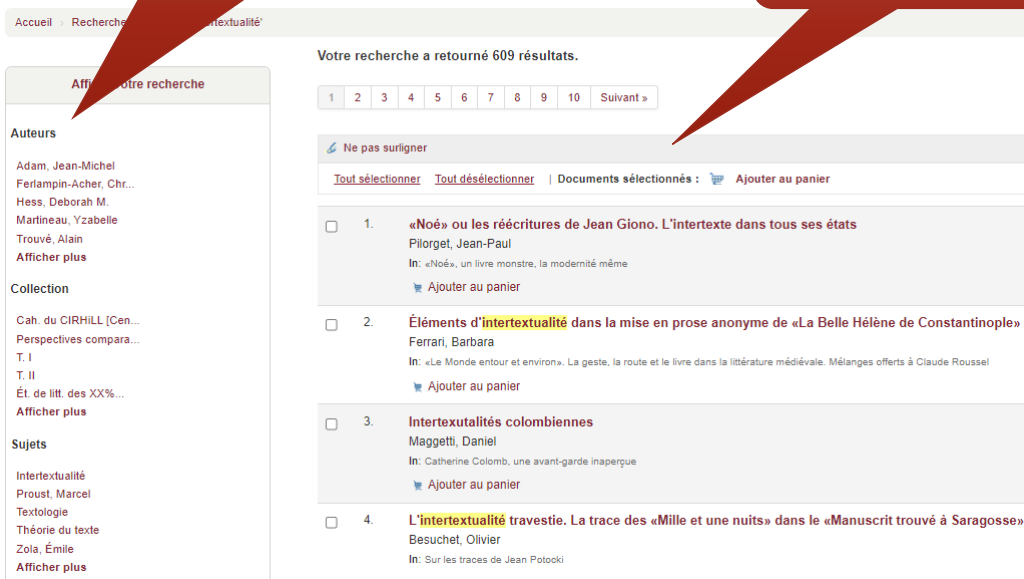 Accueil › Recherche
ertextualité'
Votre recherche a retourné 609 résultats.
otre recherche
1 2 3 4 5 6 7 8 9 10 Suivant »
Auteurs
Adam, Jean-Michel
Ferlampin-Acher, Chr...
Hess, Deborah M.
Martineau, Yzabelle
Trouvé, Alain
Afficher plus
Collection
Cah. du CIRHiLL [Cen...
Perspectives compara...
T. I
T. II
Ét. de litt. des XX%...
Afficher plus
Sujets
Intertextualité
Proust, Marcel
Textologie
Théorie du texte
Zola, Émile
Afficher plus
Ne pas surligner
Tout sélectionner Tout désélectionner | Documents sélectionnés : Ajouter au panier
1. «Noé» ou les réécritures de Jean Giono. L'intertexte dans tous ses états
Pilorget, Jean-Paul
In: «Noé», un livre monstre, la modernité même
Ajouter au panier
2. Éléments d'intertextualité dans la mise en prose anonyme de «La Belle Hélène de Constantinople»
Ferrari, Barbara
In: «Le Monde entour et environ». La geste, la route et le livre dans la littérature médiévale. Mélanges offerts à Claude Roussel
Ajouter au panier
3. Intertexutalités colombiennes
Maggetti, Daniel
In: Catherine Colomb, une avant-garde inaperçue
Ajouter au panier
4. L'intertextualité travestie. La trace des «Mille et une nuits» dans le «Manuscrit trouvé à Saragosse»
Besuchet, Olivier
In: Sur les traces de Jean Potocki